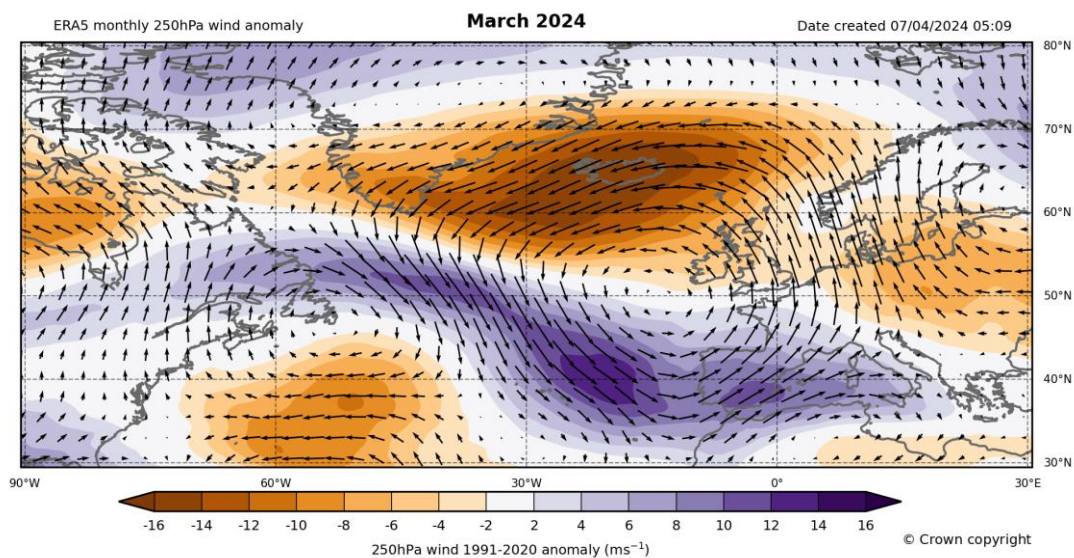 March 2024
ERA5 monthly 250hPa wind anomaly
Date created 07/04/2024 05:09
80°N
70°N
60°N
50°N
40°N
30°N
90°W 60°W 30°W 0° 30°E
-16 -14 -12 -10 -8 -6 -4 -2 2 4 6 8 10 12 14 16
250hPa wind 1991-2020 anomaly (ms⁻¹)
© Crown copyright